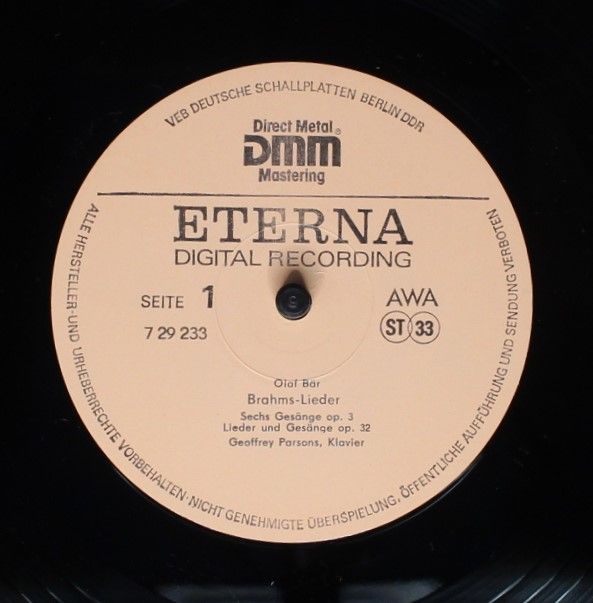 VEB DEUTSCHE SCHALLPLATTEN BERLIN DDR
Direct Metal®
DMM
Mastering
ETERNA
DIGITAL RECORDING
SEITE 1
AWA
7 29 233
ST 33
Olaf Bär
Brahms-Lieder
Sechs Gesänge op. 3
Lieder und Gesänge op. 32
Geoffrey Parsons, Klavier
ALLE HERSTELLER-UND URHEBERRECHTE VORBEHALTEN·NICHT GENEHMIGTE ÜBERSPIELUNG, ÖFFENTLICHE AUFFÜHRUNG UND SENDUNG VERBOTEN